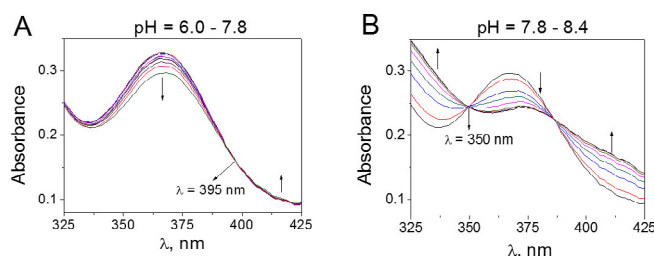 A
pH = 6.0 - 7.8
Absorbance
0.3
0.2
0.1
λ = 395 nm
325
350
375
400
425
λ, nm
B
pH = 7.8 - 8.4
Absorbance
0.3
0.2
0.1
λ = 350 nm
325
350
375
400
425
λ, nm